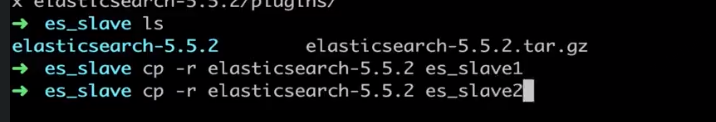 x elasticsearch-5.5.2/plugins/
→ es_slave ls
elasticsearch-5.5.2 elasticsearch-5.5.2.tar.gz
→ es_slave cp -r elasticsearch-5.5.2 es_slave1
→ es_slave cp -r elasticsearch-5.5.2 es_slave2